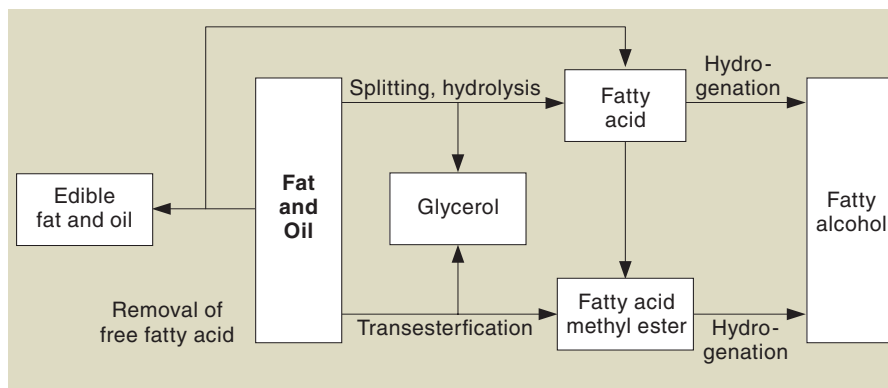 Splitting, hydrolysis
Hydro-
genation
Fatty
acid
Edible
fat and oil
Fat
and
Oil
Glycerol
Fatty
alcohol
Removal of
free fatty acid
Transesterfication
Fatty acid
methyl ester
Hydro-
genation